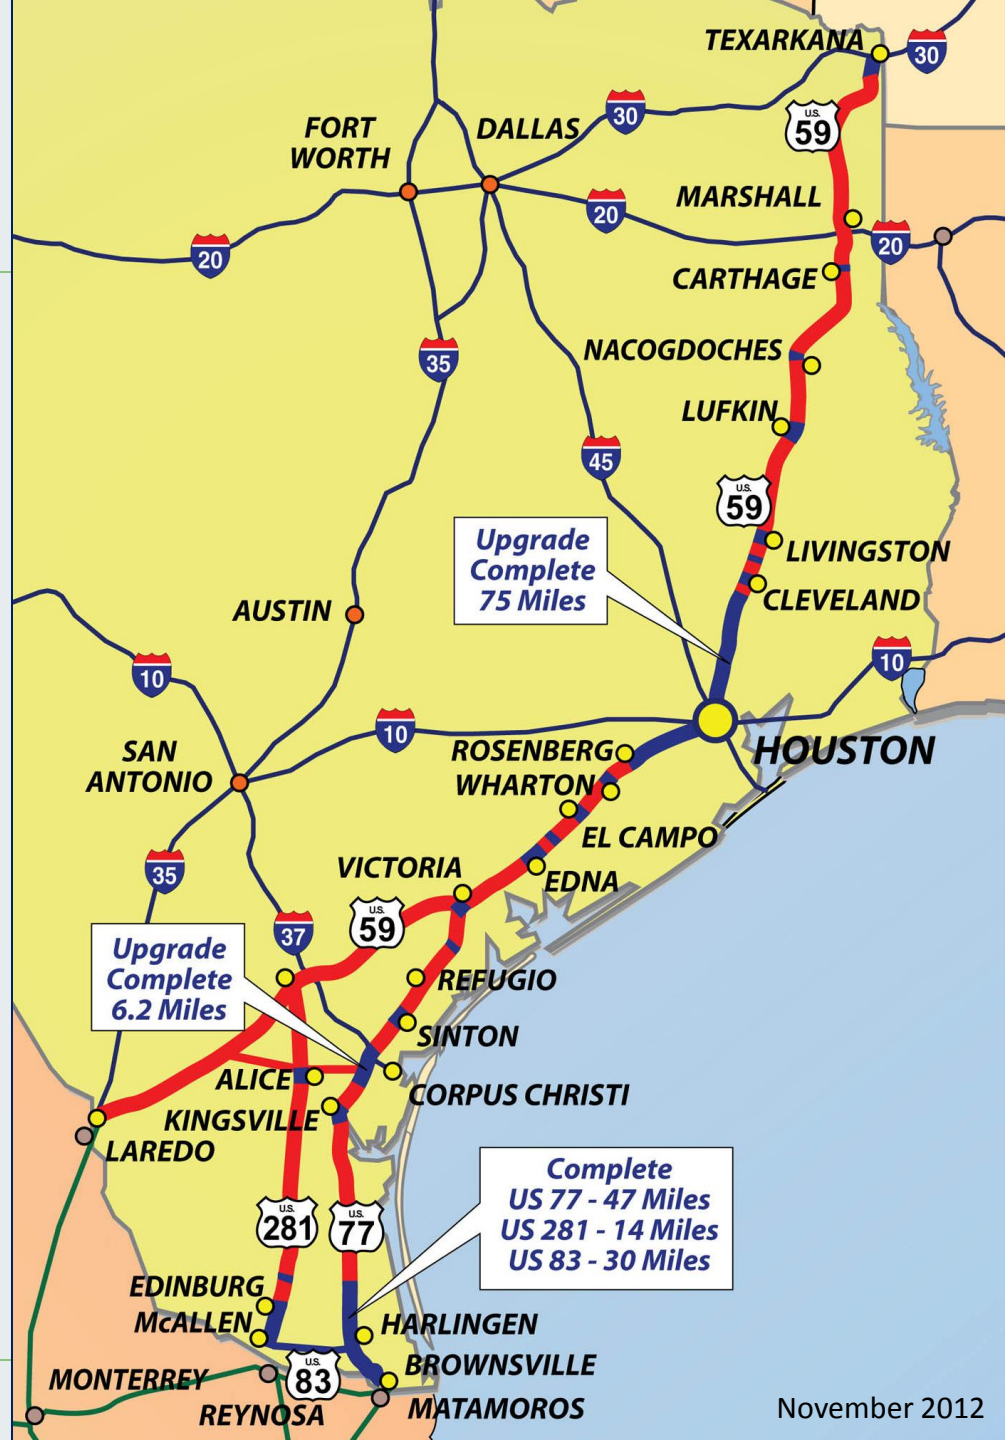 TEXARKANA
30
U.S.
59
30
FORT
WORTH
DALLAS
MARSHALL
20
20
20
CARTHAGE
NACOGDOCHES
35
LUFKIN
45
U.S.
59
Upgrade
Complete
75 Miles
LIVINGSTON
CLEVELAND
AUSTIN
10
10
SAN
ANTONIO
10
ROSENBERG
HOUSTON
WHARTON
EL CAMPO
VICTORIA
EDNA
35
U.S.
59
37
Upgrade
Complete
6.2 Miles
REFUGIO
SINTON
ALICE
CORPUS CHRISTI
KINGSVILLE
LAREDO
Complete
US 77 - 47 Miles
US 281 - 14 Miles
US 83 - 30 Miles
U.S.
281
U.S.
77
EDINBURG
McALLEN
HARLINGEN
BROWNSVILLE
U.S.
83
MONTERREY
REYNOSA
MATAMOROS
November 2012